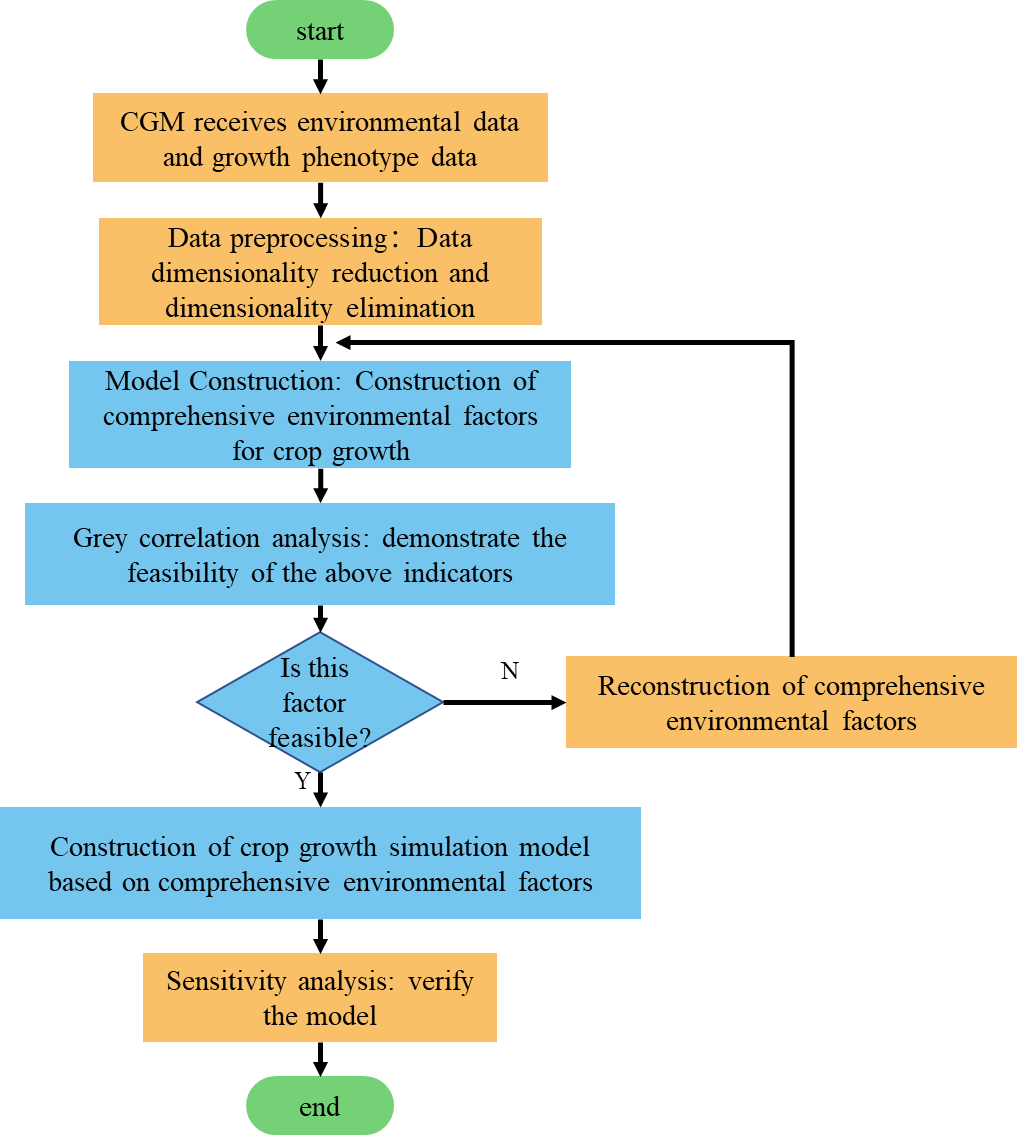 start
CGM receives environmental data
and growth phenotype data
Data preprocessing：Data
dimensionality reduction and
dimensionality elimination
Model Construction: Construction of
comprehensive environmental factors
for crop growth
Grey correlation analysis: demonstrate the
feasibility of the above indicators
Is this
factor
feasible?
N
Reconstruction of comprehensive
environmental factors
Y
Construction of crop growth simulation model
based on comprehensive environmental factors
Sensitivity analysis: verify
the model
end